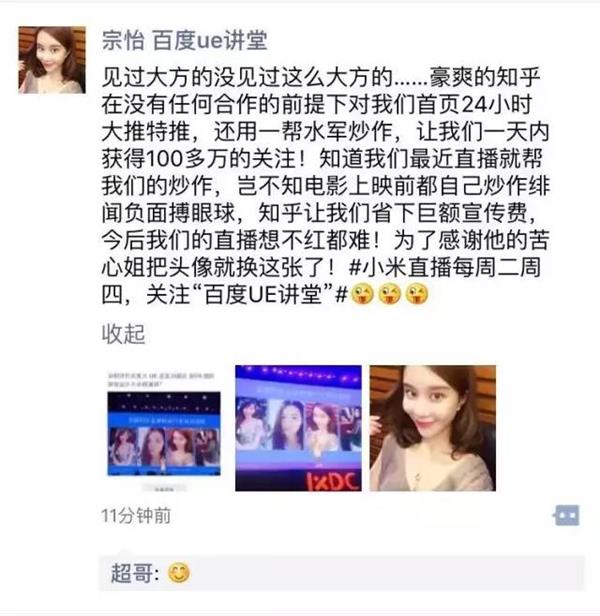 宗怡 百度ue讲堂
见过大方的没见过这么大方的……豪爽的知乎
在没有任何合作的前提下对我们首页24小时
大推特推，还用一帮水军炒作，让我们一天内
获得100多万的关注！知道我们最近直播就帮
我们的炒作，岂不知电影上映前都自己炒作绯
闻负面搏眼球，知乎让我们省下巨额宣传费，
今后我们的直播想不红都难！为了感谢他的苦
心姐把头像就换这张了！#小米直播每周二周
四，关注“百度UE讲堂”#😜😜😜
收起
IXDC
11分钟前
超哥: 😊